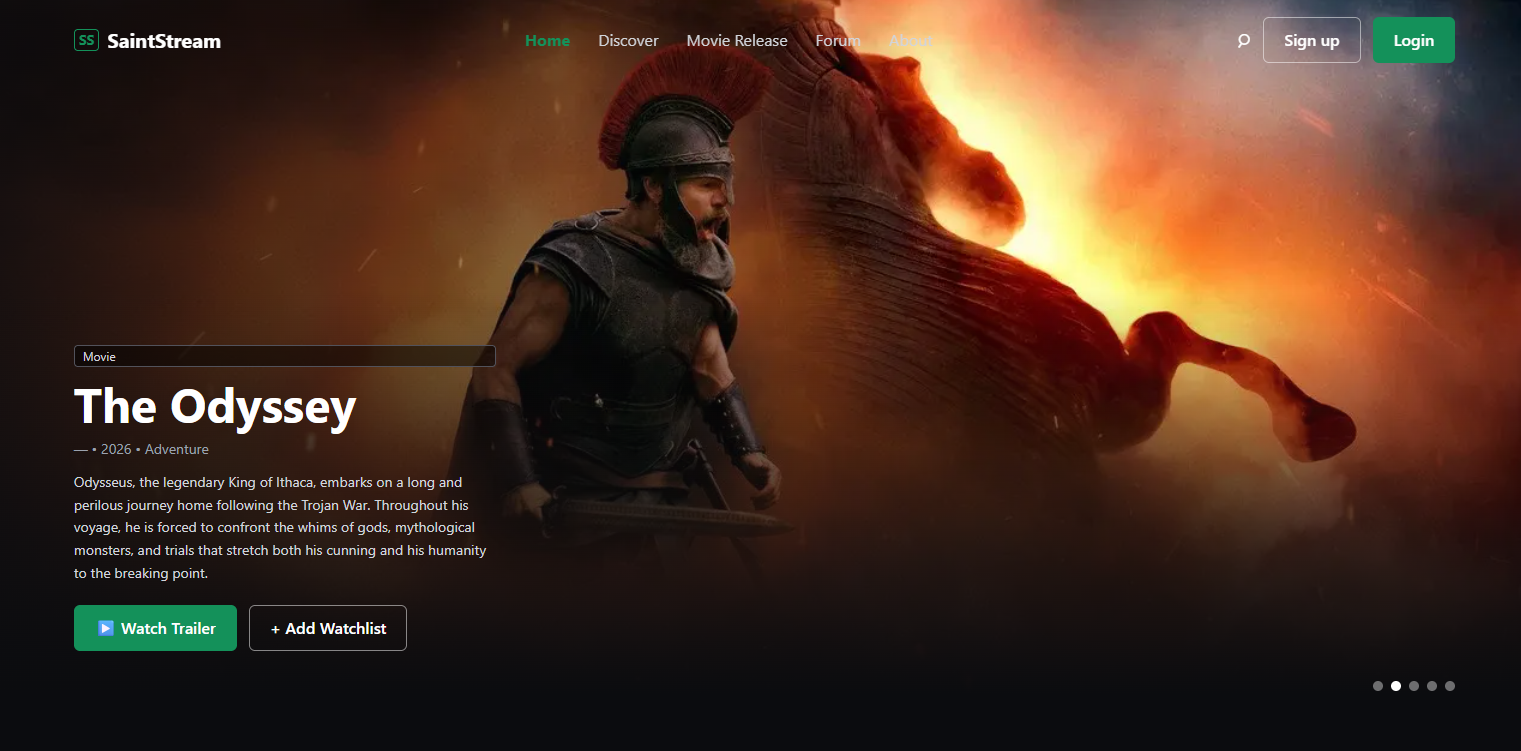 SS SaintStream Home Discover Movie Release Forum About Sign up Login
Movie
The Odyssey
— • 2026 • Adventure
Odysseus, the legendary King of Ithaca, embarks on a long and
perilous journey home following the Trojan War. Throughout his
voyage, he is forced to confront the whims of gods, mythological
monsters, and trials that stretch both his cunning and his humanity
to the breaking point.
Watch Trailer + Add Watchlist